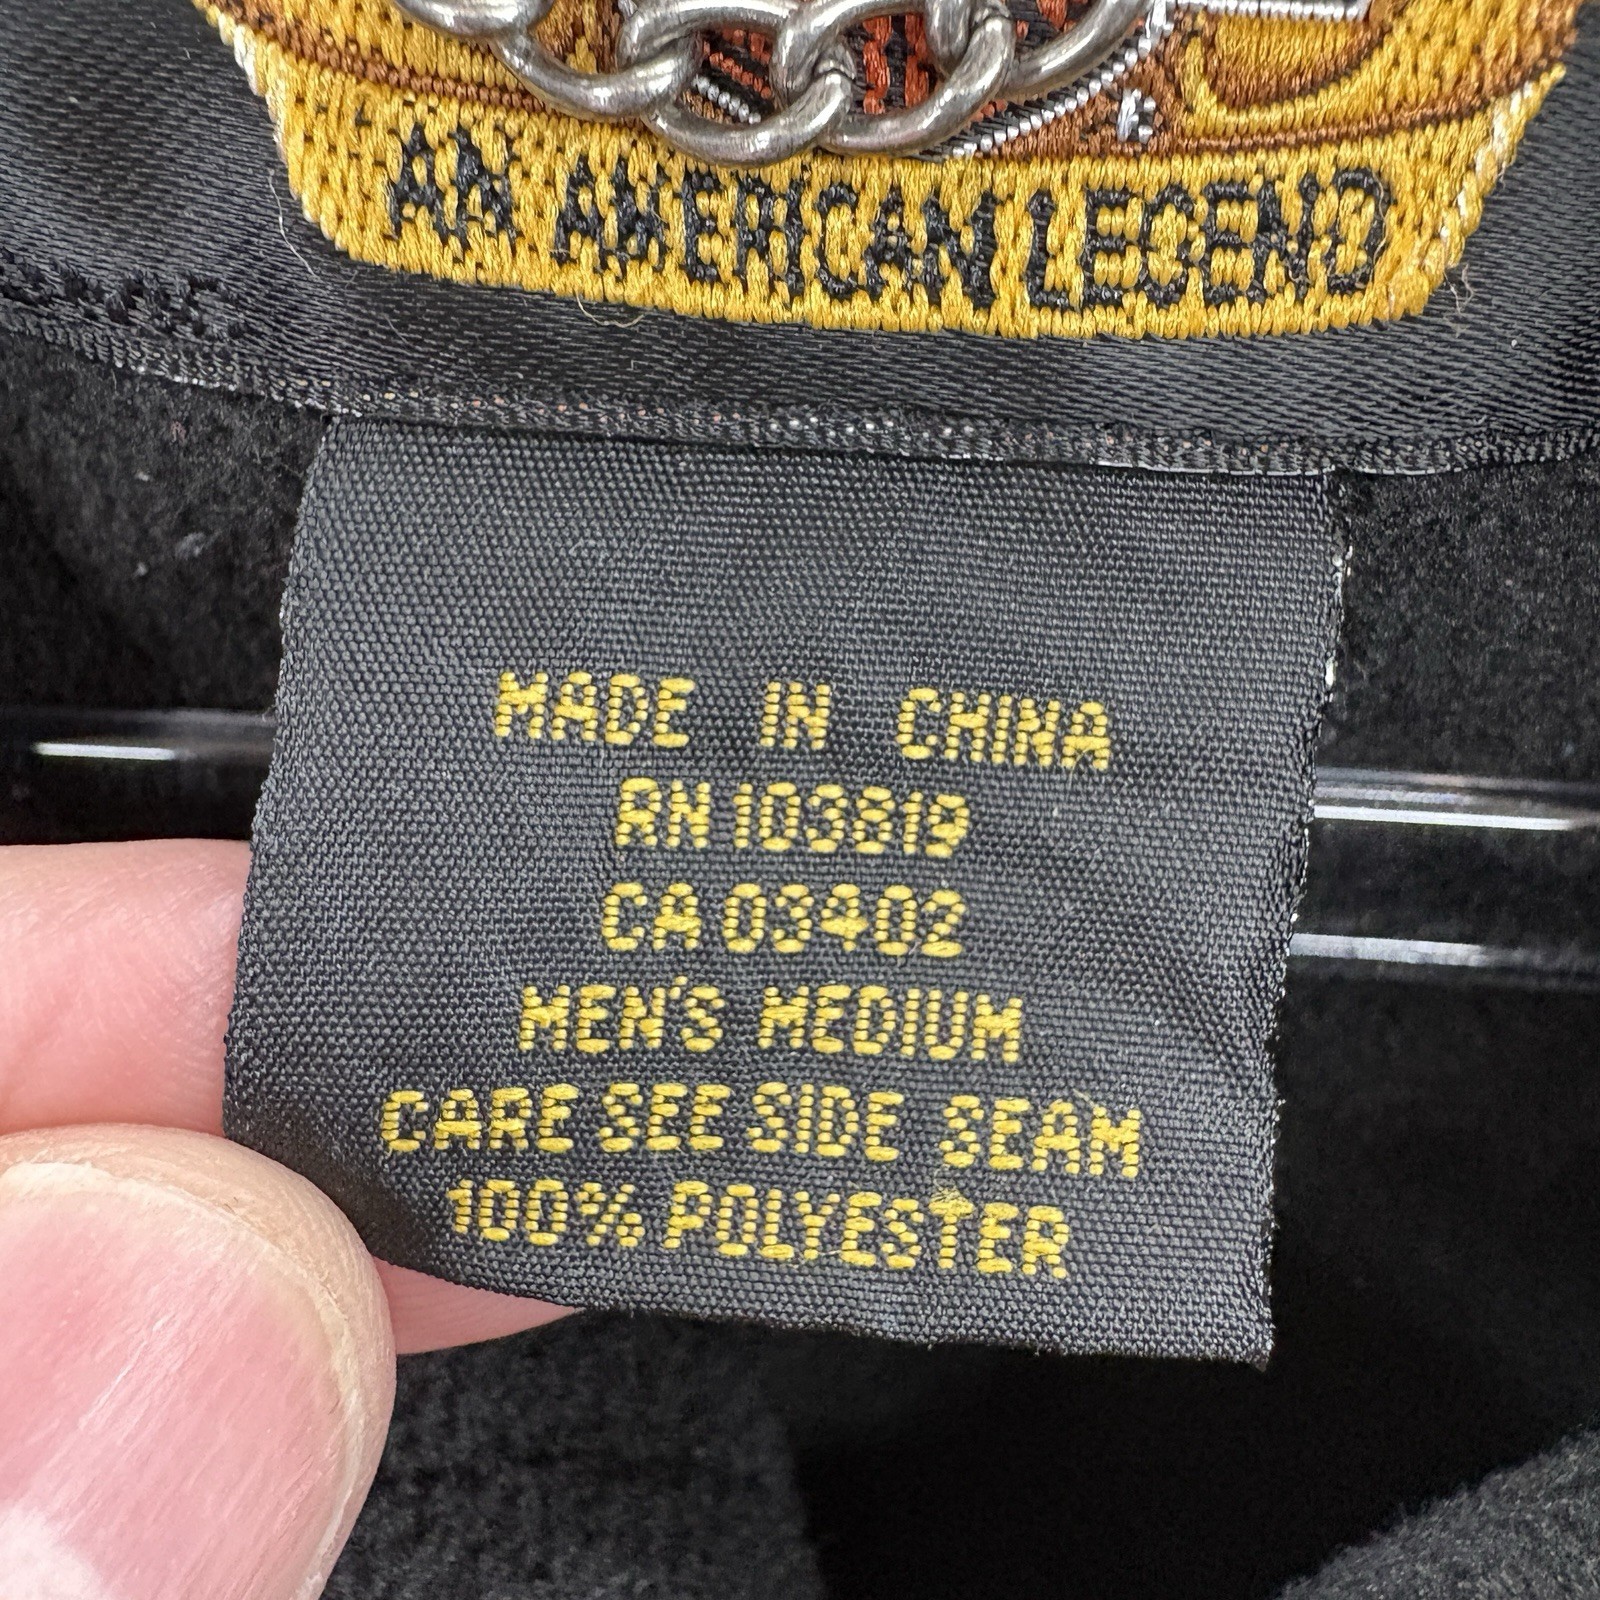 AN AMERICAN LEGEND
MADE IN CHINA
RN 103819
CA 03402
MEN'S MEDIUM
CARE SEE SIDE SEAM
100% POLYESTER